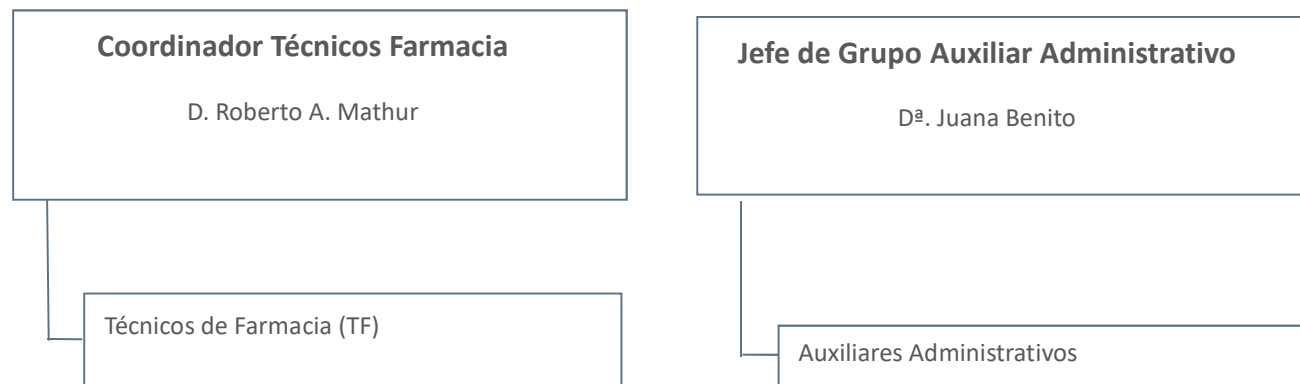 Coordinador Técnicos Farmacia
D. Roberto A. Mathur
Técnicos de Farmacia (TF)
Jefe de Grupo Auxiliar Administrativo
Dª. Juana Benito
Auxiliares Administrativos